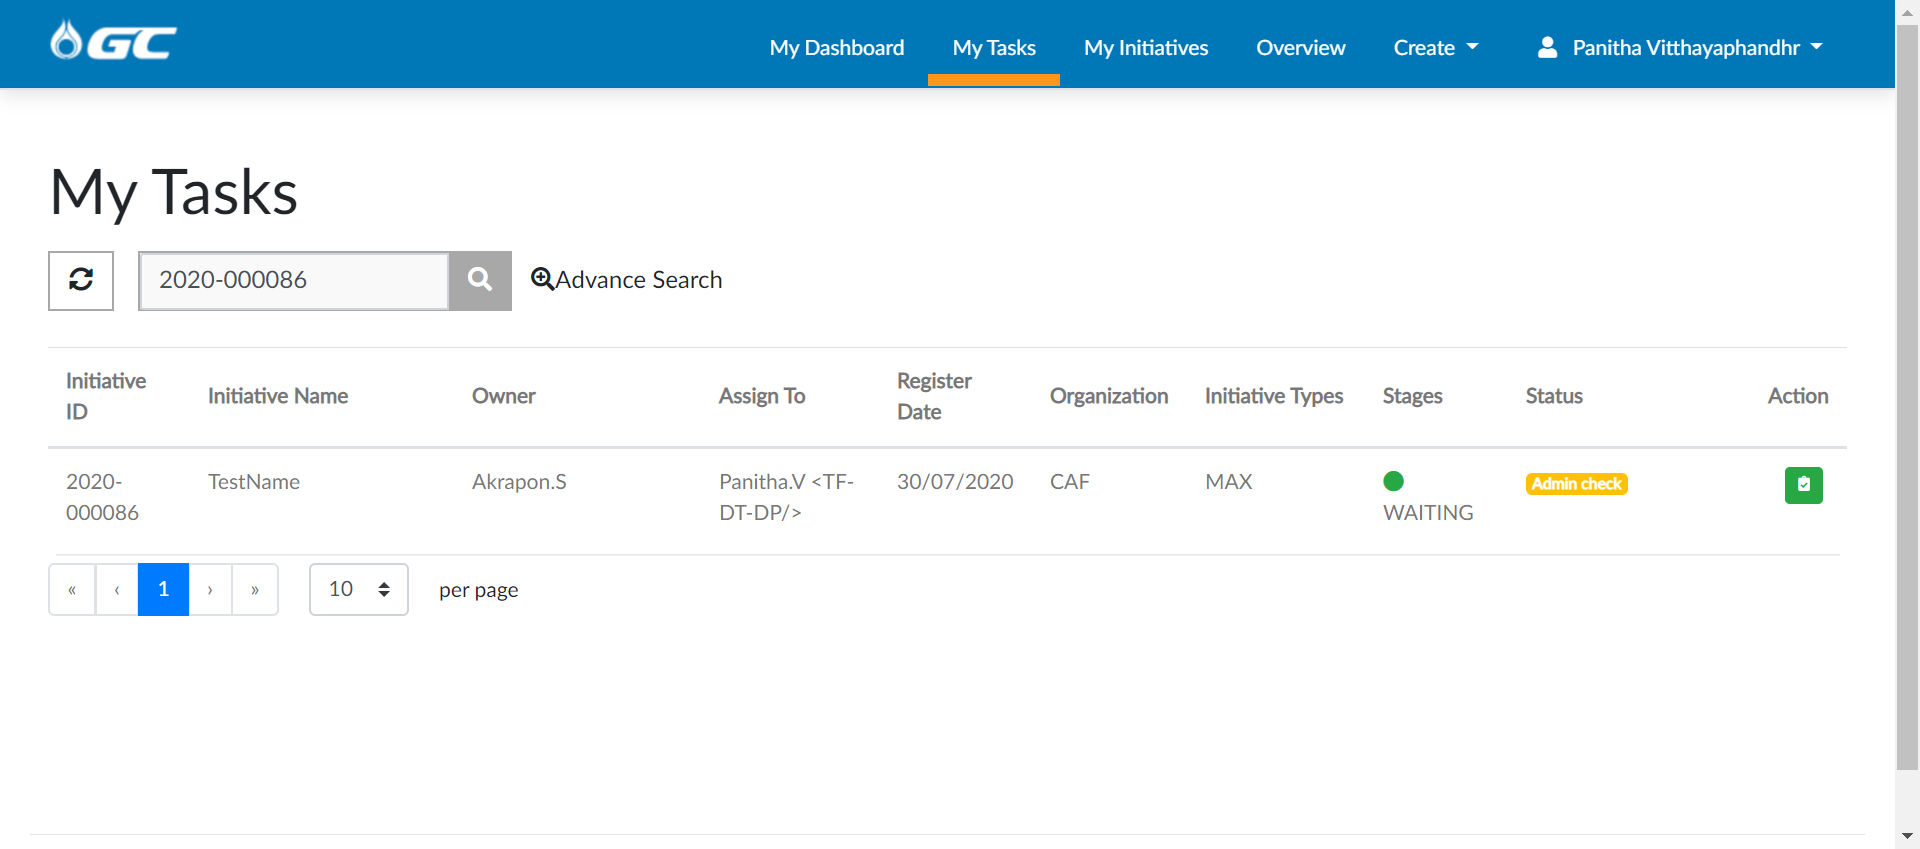 GC
My Dashboard My Tasks My Initiatives Overview Create Panitha Vitthayaphandhr
My Tasks
2020-000086 Advance Search
Initiative ID Initiative Name Owner Assign To Register Date Organization Initiative Types Stages Status Action
2020-000086 TestName Akrapon.S Panitha.V <TF-DT-DP/> 30/07/2020 CAF MAX WAITING Admin check
« ‹ 1 › » 10 per page